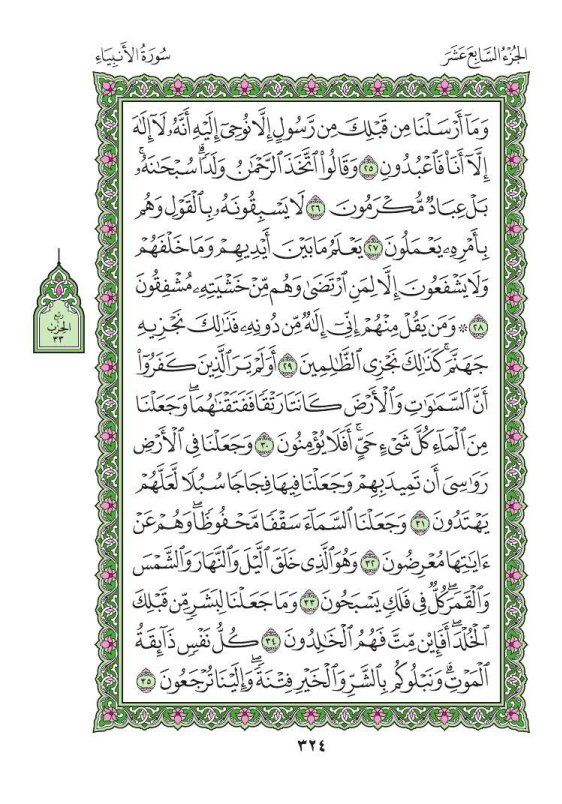 الجُزْءُ السَّابِعَ عَشَرَ
سُورَةُ الأَنبِيَاءِ
وَمَآ أَرْسَلْنَا مِن قَبْلِكَ مِن رَّسُولٍ إِلَّا نُوحِىٓ إِلَيْهِ أَنَّهُۥ لَآ إِلَٰهَ
إِلَّآ أَنَا۠ فَٱعْبُدُونِ ٢٥ وَقَالُوا۟ ٱتَّخَذَ ٱلرَّحْمَٰنُ وَلَدًۭا ۗ سُبْحَٰنَهُۥ ۚ
بَلْ عِبَادٌۭ مُّكْرَمُونَ ٢٦ لَا يَسْبِقُونَهُۥ بِٱلْقَوْلِ وَهُم
بِأَمْرِهِۦ يَعْمَلُونَ ٢٧ يَعْلَمُ مَا بَيْنَ أَيْدِيهِمْ وَمَا خَلْفَهُمْ
وَلَا يَشْفَعُونَ إِلَّا لِمَنِ ٱرْتَضَىٰ وَهُم مِّنْ خَشْيَتِهِۦ مُشْفِقُونَ
٢٨ ۞ وَمَن يَقُلْ مِنْهُمْ إِنِّىٓ إِلَٰهٌۭ مِّن دُونِهِۦ فَذَٰلِكَ نَجْزِيهِ
جَهَنَّمَ ۚ كَذَٰلِكَ نَجْزِى ٱلظَّٰلِمِينَ ٢٩ أَوَلَمْ يَرَ ٱلَّذِينَ كَفَرُوٓا۟
أَنَّ ٱلسَّمَٰوَٰتِ وَٱلْأَرْضَ كَانَتَا رَتْقًۭا فَفَتَقْنَٰهُمَا ۖ وَجَعَلْنَا
مِنَ ٱلْمَآءِ كُلَّ شَىْءٍ حَىٍّ ۖ أَفَلَا يُؤْمِنُونَ ٣٠ وَجَعَلْنَا فِى ٱلْأَرْضِ
رَوَٰسِىَ أَن تَمِيدَ بِهِمْ وَجَعَلْنَا فِيهَا فِجَاجًۭا سُبُلًۭا لَّعَلَّهُمْ
يَهْتَدُونَ ٣١ وَجَعَلْنَا ٱلسَّمَآءَ سَقْفًۭا مَّحْفُوظًۭا ۖ وَهُمْ عَنْ
ءَايَٰتِهَا مُعْرِضُونَ ٣٢ وَهُوَ ٱلَّذِى خَلَقَ ٱلَّيْلَ وَٱلنَّهَارَ وَٱلشَّمْسَ
وَٱلْقَمَرَ ۖ كُلٌّۭ فِى فَلَكٍۢ يَسْبَحُونَ ٣٣ وَمَا جَعَلْنَا لِبَشَرٍۢ مِّن قَبْلِكَ
ٱلْخُلْدَ ۖ أَفَإِي۟ن مِّتَّ فَهُمُ ٱلْخَٰلِدُونَ ٣٤ كُلُّ نَفْسٍۢ ذَآئِقَةُ
ٱلْمَوْتِ ۗ وَنَبْلُوكُم بِٱلشَّرِّ وَٱلْخَيْرِ فِتْنَةًۭ ۖ وَإِلَيْنَا تُرْجَعُونَ ٣٥
ربع
الحزب
٣٣
٣٢٤